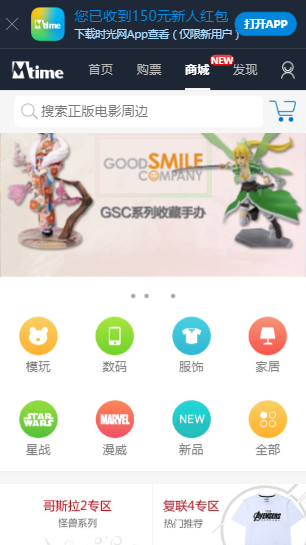 您已收到150元新人红包
Mtime
下载时光网App查看（仅限新用户）
打开APP
Mtime
首页
购票
商城
NEW
发现
搜索正版电影周边
GOODSMILE
COMPANY
GSC系列收藏手办
模玩
数码
服饰
家居
STAR WARS
MARVEL
NEW
星战
漫威
新品
全部
哥斯拉2专区
怪兽系列
复联4专区
热门推荐
AVENGERS